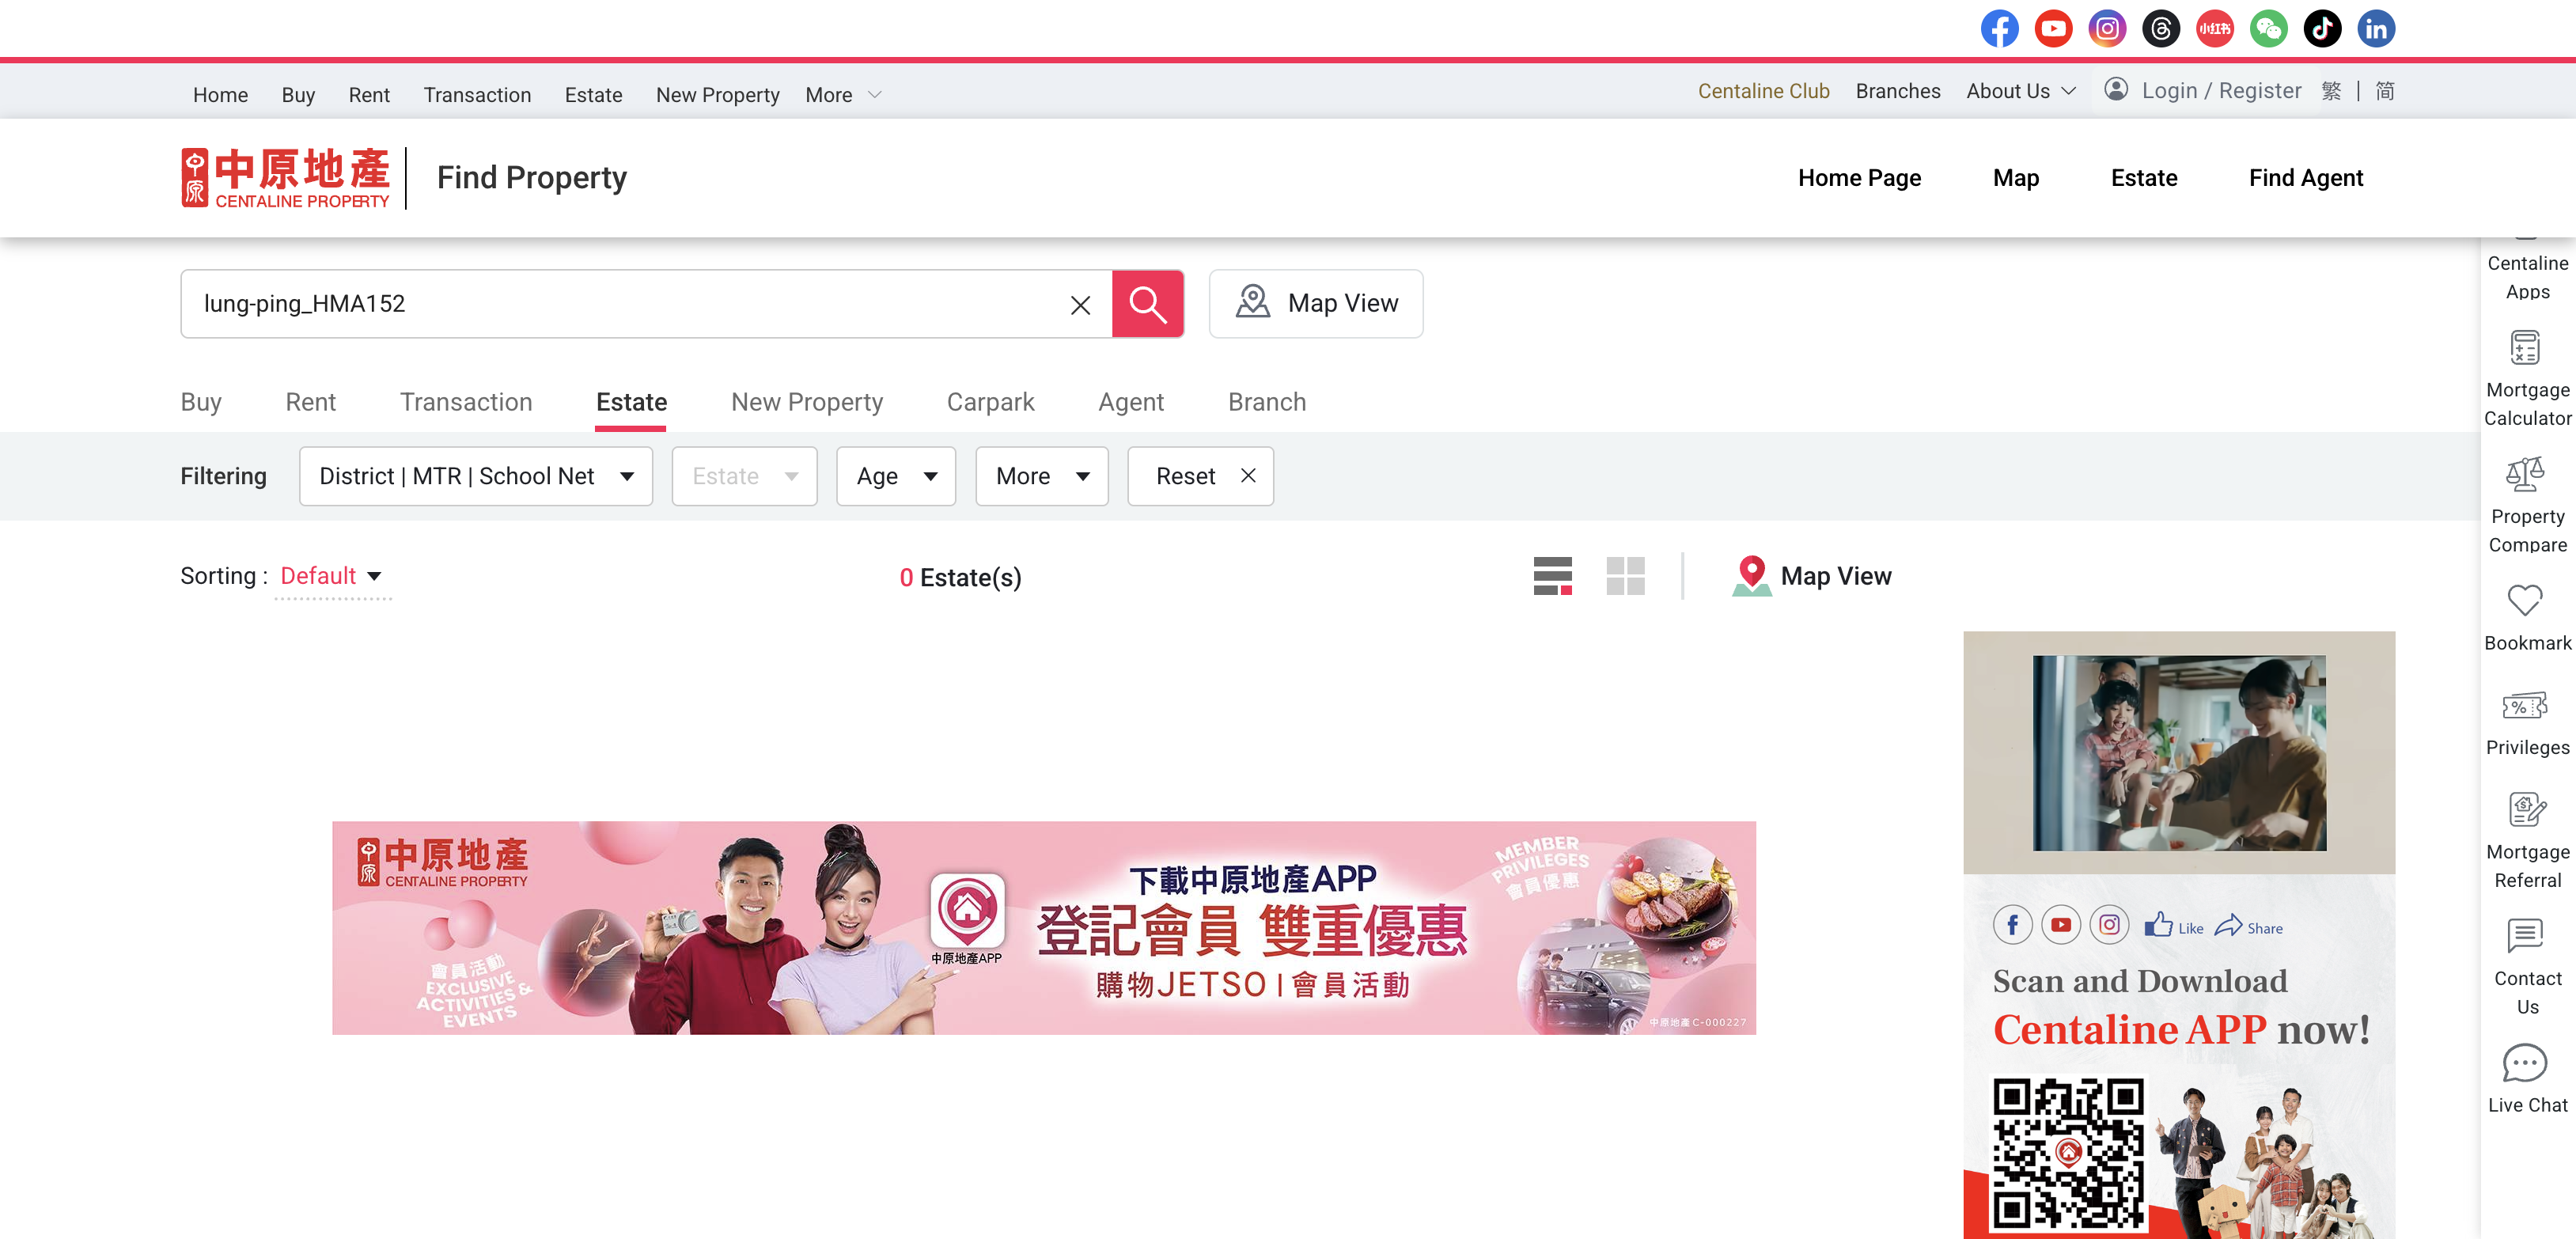 小红书
Home Buy Rent Transaction Estate New Property More
Centaline Club Branches About Us Login / Register 繁 | 简
中原 中原地產
CENTALINE PROPERTY
Find Property
Home Page Map Estate Find Agent
lung-ping_HMA152
Map View
Buy Rent Transaction Estate New Property Carpark Agent Branch
Filtering District | MTR | School Net Estate Age More Reset
Sorting : Default
0 Estate(s)
Map View
中原 中原地產
CENTALINE PROPERTY
會員活動
EXCLUSIVE
ACTIVITIES &
EVENTS
中原地產APP
下載中原地產APP
登記會員 雙重優惠
購物JETSO | 會員活動
MEMBER
PRIVILEGES
會員優惠
中原地產 C-000227
Like Share
Scan and Download
Centaline APP now!
Centaline
Apps
Mortgage
Calculator
Property
Compare
Bookmark
%
Privileges
Mortgage
Referral
Contact
Us
Live Chat